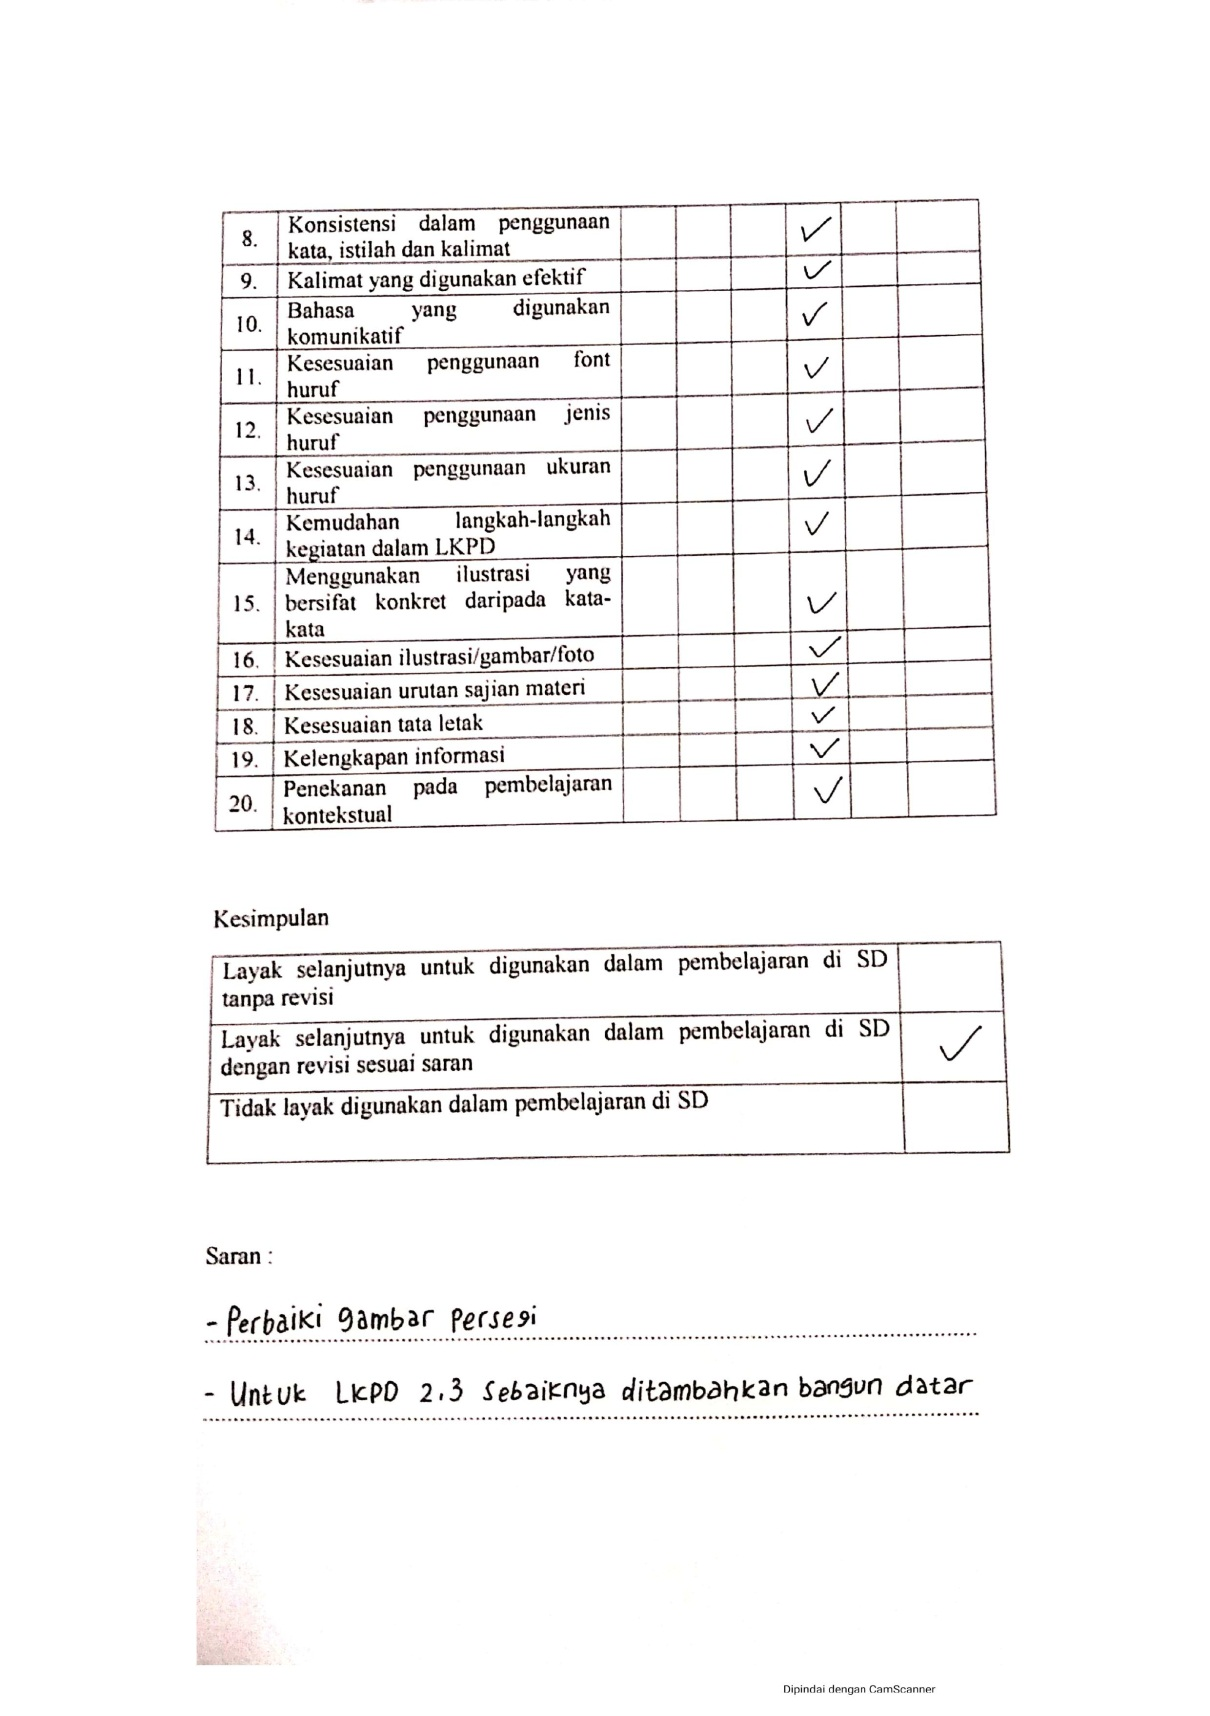 8. Konsistensi dalam penggunaan
kata, istilah dan kalimat ✓
9. Kalimat yang digunakan efektif ✓
10. Bahasa yang digunakan
komunikatif ✓
11. Kesesuaian penggunaan font
huruf ✓
12. Kesesuaian penggunaan jenis
huruf ✓
13. Kesesuaian penggunaan ukuran
huruf ✓
14. Kemudahan langkah-langkah
kegiatan dalam LKPD ✓
15. Menggunakan ilustrasi yang
bersifat konkret daripada kata-
kata ✓
16. Kesesuaian ilustrasi/gambar/foto ✓
17. Kesesuaian urutan sajian materi ✓
18. Kesesuaian tata letak ✓
19. Kelengkapan informasi ✓
20. Penekanan pada pembelajaran
kontekstual ✓
Kesimpulan
Layak selanjutnya untuk digunakan dalam pembelajaran di SD
tanpa revisi
Layak selanjutnya untuk digunakan dalam pembelajaran di SD
dengan revisi sesuai saran ✓
Tidak layak digunakan dalam pembelajaran di SD
Saran :
- Perbaiki gambar Persegi
- Untuk LKPD 2.3 Sebaiknya ditambahkan bangun datar
Dipindai dengan CamScanner